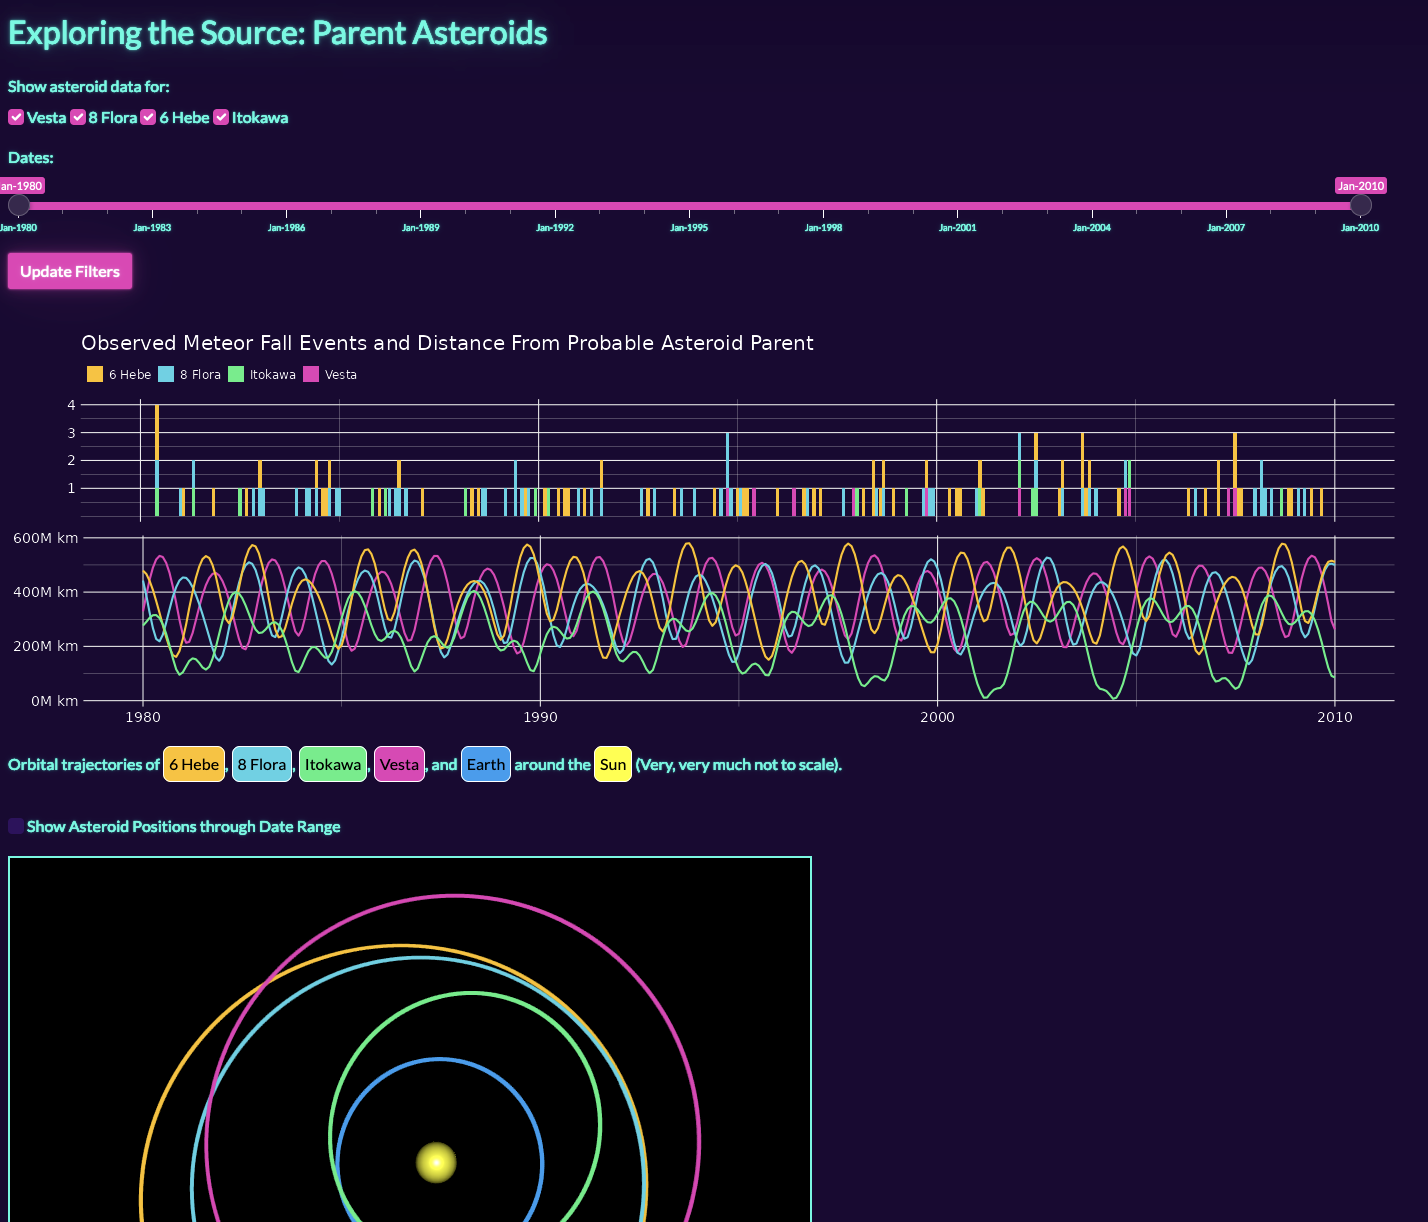 Exploring the Source: Parent Asteroids
Show asteroid data for:
Vesta 8 Flora 6 Hebe Itokawa
Dates:
an-1980 Jan-2010
Jan-1980 Jan-1983 Jan-1986 Jan-1989 Jan-1992 Jan-1995 Jan-1998 Jan-2001 Jan-2004 Jan-2007 Jan-2010
Update Filters
Observed Meteor Fall Events and Distance From Probable Asteroid Parent
6 Hebe 8 Flora Itokawa Vesta
4
3
2
1
600M km
400M km
200M km
0M km
1980 1990 2000 2010
Orbital trajectories of 6 Hebe, 8 Flora, Itokawa, Vesta, and Earth around the Sun (Very, very much not to scale).
Show Asteroid Positions through Date Range